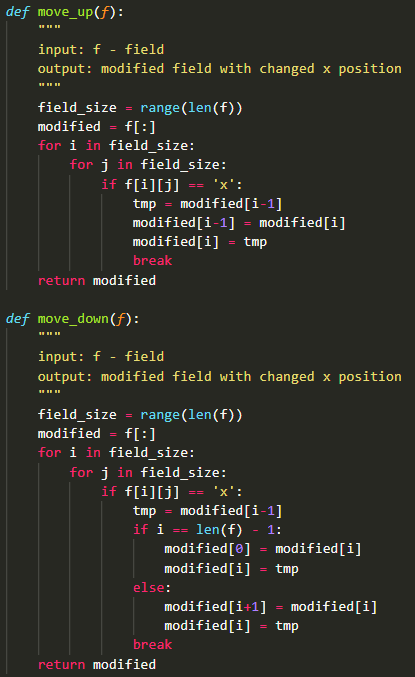 def move_up(f):
    """
    input: f - field
    output: modified field with changed x position
    """
    field_size = range(len(f))
    modified = f[:]
    for i in field_size:
        for j in field_size:
            if f[i][j] == 'x':
                tmp = modified[i-1]
                modified[i-1] = modified[i]
                modified[i] = tmp
                break
    return modified

def move_down(f):
    """
    input: f - field
    output: modified field with changed x position
    """
    field_size = range(len(f))
    modified = f[:]
    for i in field_size:
        for j in field_size:
            if f[i][j] == 'x':
                tmp = modified[i-1]
                if i == len(f) - 1:
                    modified[0] = modified[i]
                    modified[i] = tmp
                else:
                    modified[i+1] = modified[i]
                    modified[i] = tmp
                break
    return modified